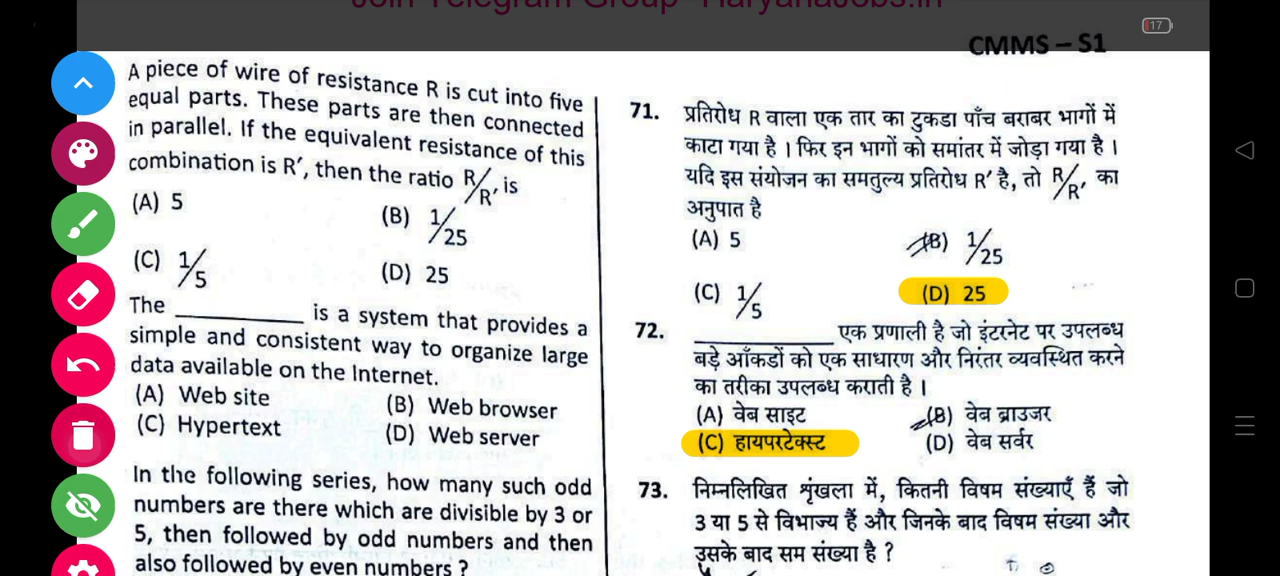 Join Telegram Group- HaryanaJobs.in
17
CMMS – S1
A piece of wire of resistance R is cut into five
equal parts. These parts are then connected
in parallel. If the equivalent resistance of this
combination is R′, then the ratio R/R′, is
(A) 5
(B) 1/25
(C) 1/5
(D) 25
The __________ is a system that provides a
simple and consistent way to organize large
data available on the Internet.
(A) Web site
(B) Web browser
(C) Hypertext
(D) Web server
In the following series, how many such odd
numbers are there which are divisible by 3 or
5, then followed by odd numbers and then
also followed by even numbers ?
71. प्रतिरोध R वाला एक तार का टुकडा पाँच बराबर भागों में
काटा गया है । फिर इन भागों को समांतर में जोड़ा गया है ।
यदि इस संयोजन का समतुल्य प्रतिरोध R′ है, तो R/R′, का
अनुपात है
(A) 5
(B) 1/25
(C) 1/5
(D) 25
72. __________ एक प्रणाली है जो इंटरनेट पर उपलब्ध
बड़े आँकडों को एक साधारण और निरंतर व्यवस्थित करने
का तरीका उपलब्ध कराती है ।
(A) वेब साइट
(B) वेब ब्राउजर
(C) हायपरटेक्स्ट
(D) वेब सर्वर
73. निम्नलिखित शृंखला में, कितनी विषम संख्याएँ हैं जो
3 या 5 से विभाज्य हैं और जिनके बाद विषम संख्या और
उसके बाद सम संख्या है ?